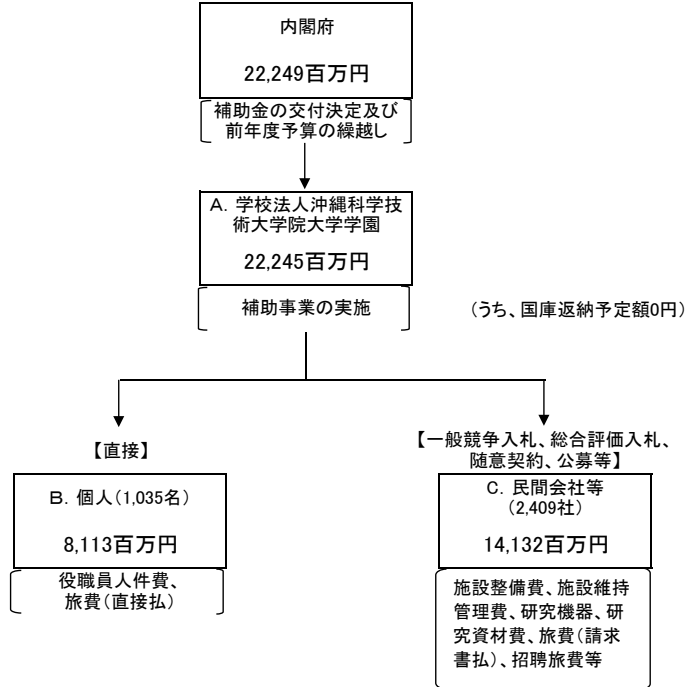 内閣府
22,249百万円
補助金の交付決定及び
前年度予算の繰越し
A．学校法人沖縄科学技
術大学院大学学園
22,245百万円
補助事業の実施
（うち、国庫返納予定額0円）
【直接】
B．個人（1,035名）
8,113百万円
役職員人件費、
旅費（直接払）
【一般競争入札、総合評価入札、
随意契約、公募等】
C．民間会社等
（2,409社）
14,132百万円
施設整備費、施設維持
管理費、研究機器、研
究資材費、旅費（請求
書払）、招聘旅費等